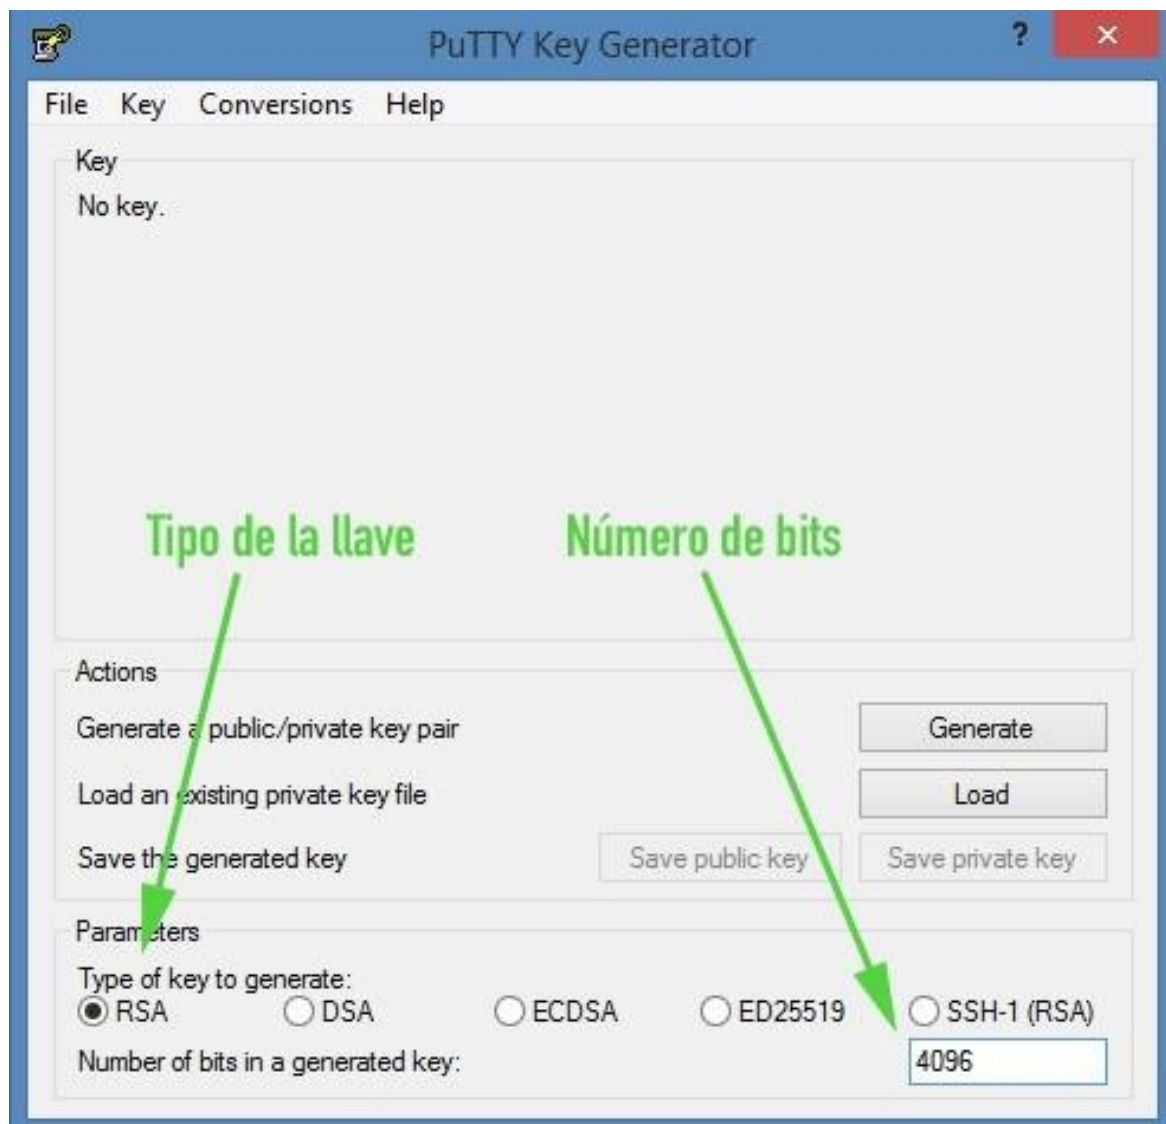 PuTTY Key Generator
? ×
File Key Conversions Help
Key
No key.
Tipo de la llave Número de bits
Actions
Generate a public/private key pair Generate
Load an existing private key file Load
Save the generated key Save public key Save private key
Parameters
Type of key to generate:
RSA DSA ECDSA ED25519 SSH-1 (RSA)
Number of bits in a generated key: 4096